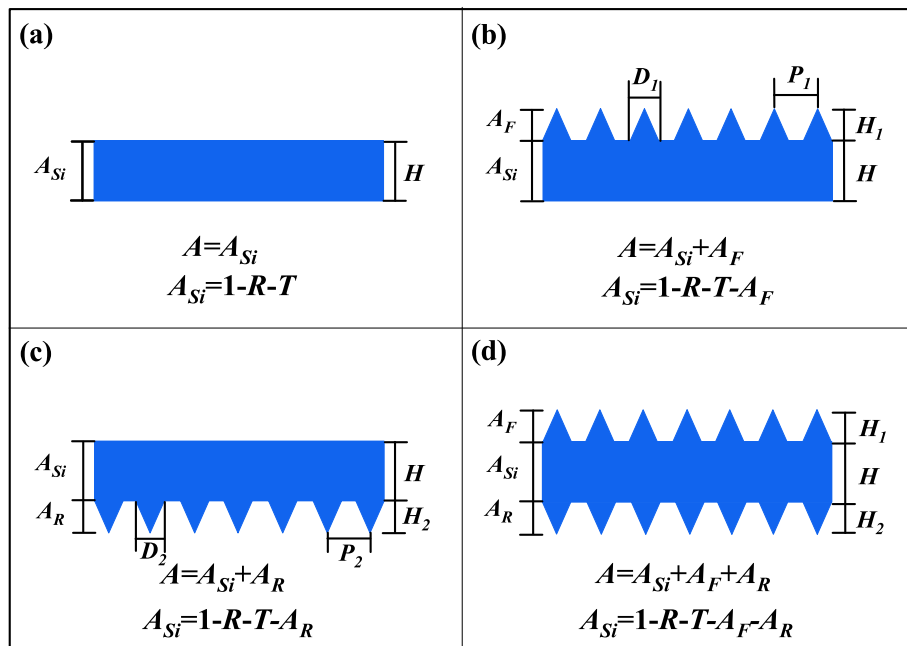 (a)
A_Si
H
A=A_Si
A_Si=1-R-T
(b)
D_1
P_1
A_F
H_1
A_Si
H
A=A_Si+A_F
A_Si=1-R-T-A_F
(c)
A_Si
H
A_R
H_2
D_2
P_2
A=A_Si+A_R
A_Si=1-R-T-A_R
(d)
A_F
H_1
A_Si
H
A_R
H_2
A=A_Si+A_F+A_R
A_Si=1-R-T-A_F-A_R